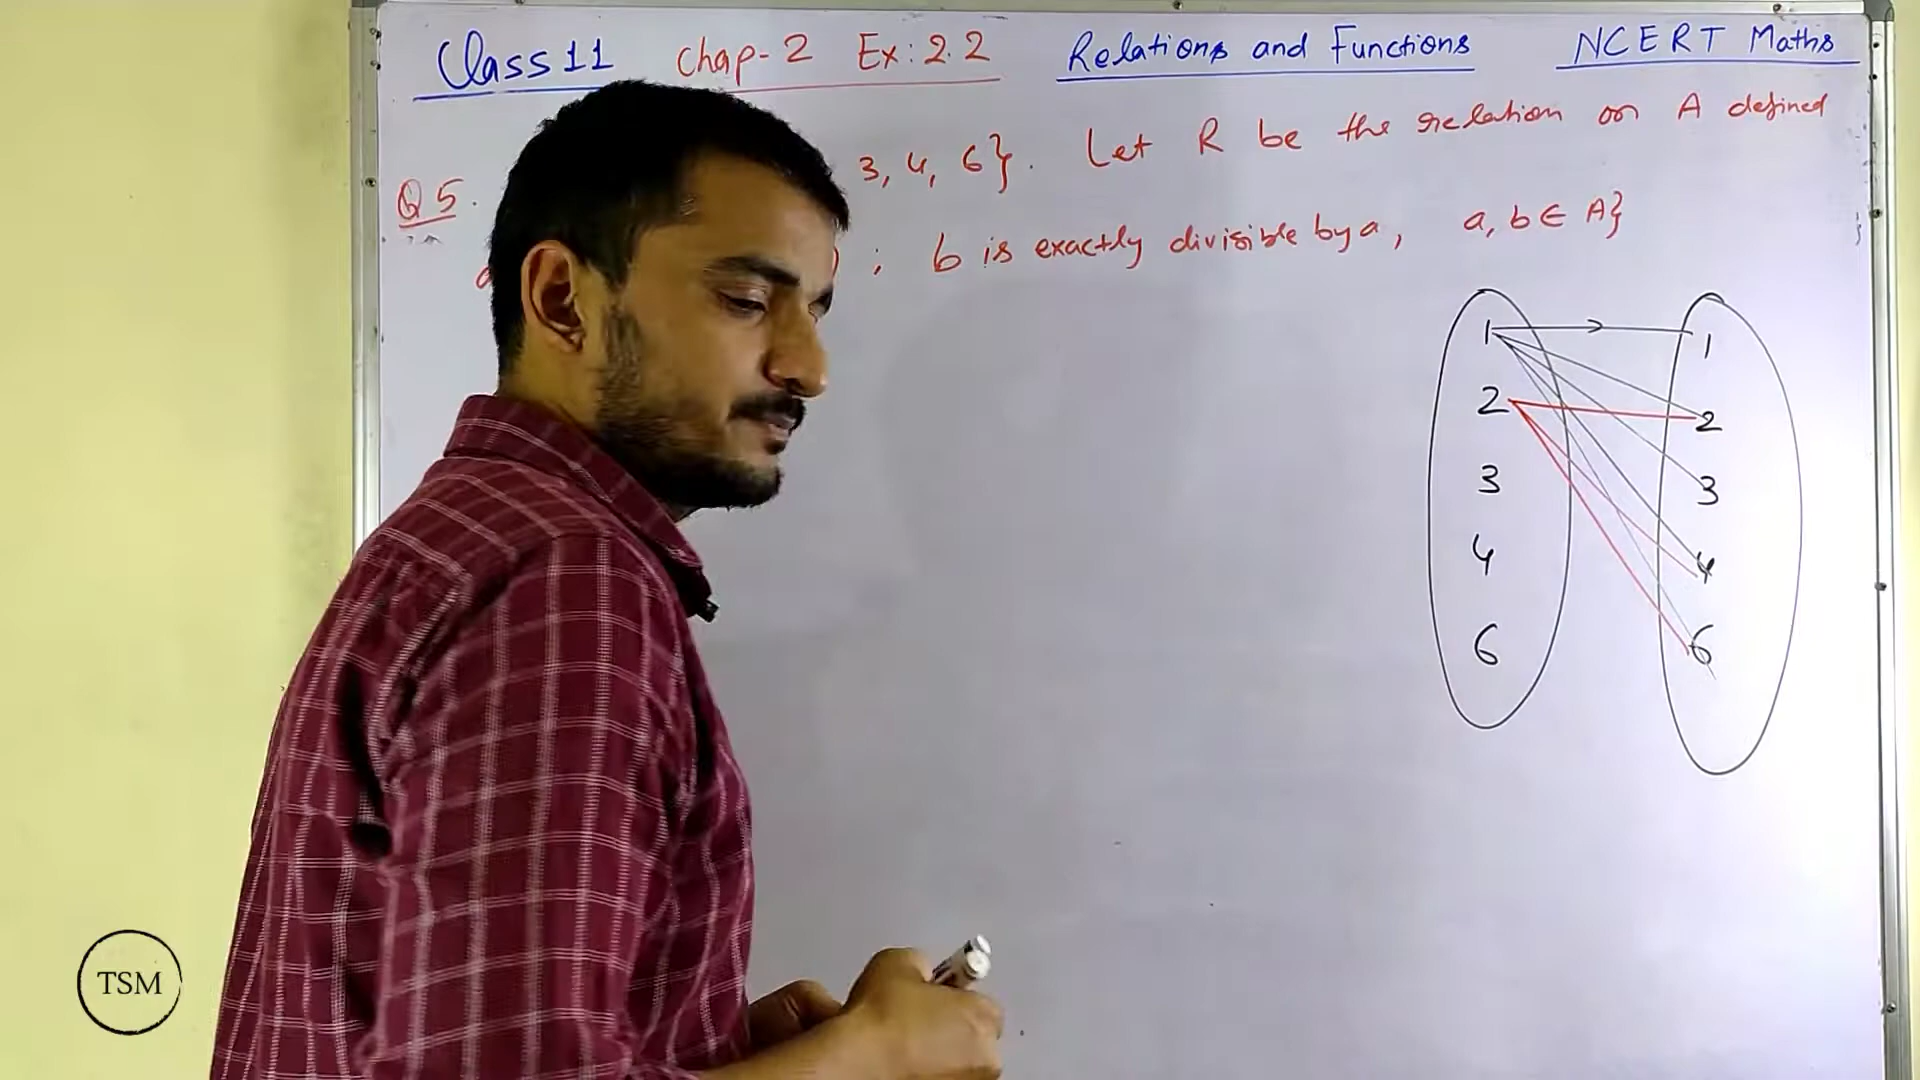 Class 11 Chap-2 Ex: 2.2 Relations and Functions NCERT Maths
Q5. 3, 4, 6}. Let R be the relation on A defined
; b is exactly divisible by a, a, b ∈ A}
1 1
2 2
3 3
4 4
6 6
TSM